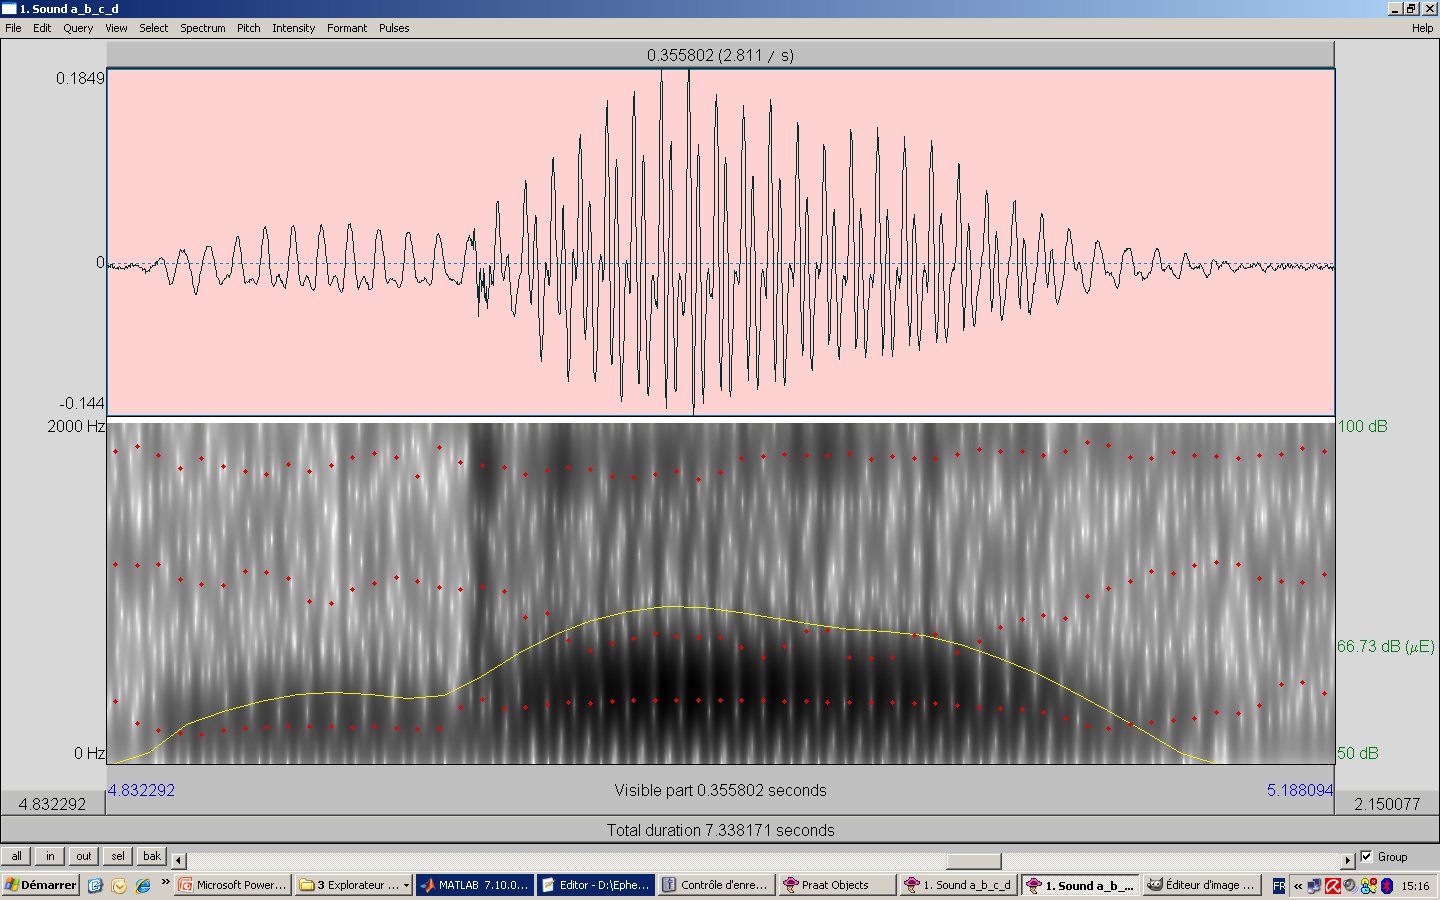 1. Sound a_b_c_d
File Edit Query View Select Spectrum Pitch Intensity Formant Pulses Help
0.355802 (2.811 / s)
0.1849
0
-0.144
2000 Hz 100 dB
66.73 dB (µE)
0 Hz 50 dB
4.832292 Visible part 0.355802 seconds 5.188094
4.832292 2.150077
Total duration 7.338171 seconds
all in out sel bak Group
Démarrer » Microsoft Power... 3 Explorateur ... MATLAB 7.10.0... Editor - D:\Ephe... Contrôle d'enre... Praat Objects 1. Sound a_b_c_d 1. Sound a_b_... Éditeur d'image ... FR « 15:16